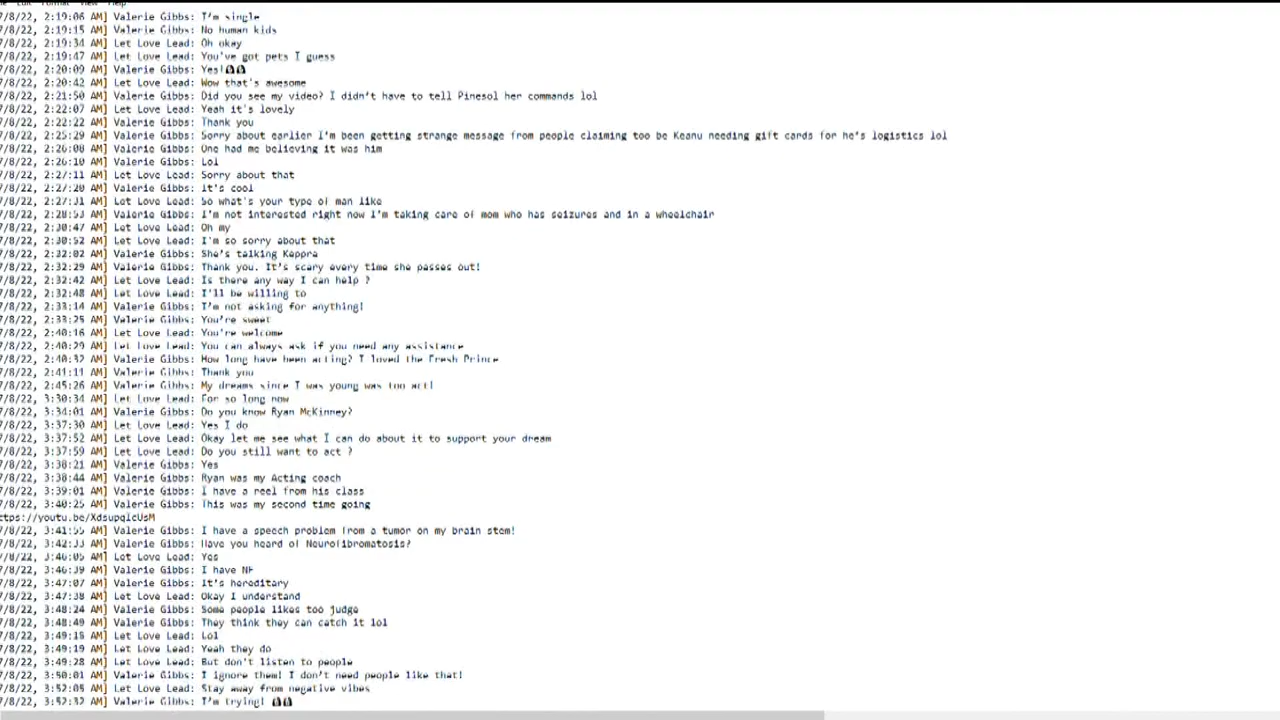 7/8/22, 2:19:06 AM] Valerie Gibbs: I'm single
7/8/22, 2:19:15 AM] Valerie Gibbs: No human kids
7/8/22, 2:19:34 AM] Let Love Lead: Oh okay
7/8/22, 2:19:47 AM] Let Love Lead: You've got pets I guess
7/8/22, 2:20:09 AM] Valerie Gibbs: Yes!
7/8/22, 2:20:42 AM] Let Love Lead: Wow that's awesome
7/8/22, 2:21:50 AM] Valerie Gibbs: Did you see my video? I didn't have to tell Pinesol her commands lol
7/8/22, 2:22:07 AM] Let Love Lead: Yeah it's lovely
7/8/22, 2:22:22 AM] Valerie Gibbs: Thank you
7/8/22, 2:25:29 AM] Valerie Gibbs: Sorry about earlier I'm been getting strange message from people claiming too be Keanu needing gift cards for he's logistics lol
7/8/22, 2:26:08 AM] Valerie Gibbs: One had me believing it was him
7/8/22, 2:26:10 AM] Valerie Gibbs: Lol
7/8/22, 2:27:11 AM] Let Love Lead: Sorry about that
7/8/22, 2:27:20 AM] Valerie Gibbs: It's cool
7/8/22, 2:27:31 AM] Let Love Lead: So what's your type of man like
7/8/22, 2:28:53 AM] Valerie Gibbs: I'm not interested right now I'm taking care of mom who has seizures and in a wheelchair
7/8/22, 2:30:47 AM] Let Love Lead: Oh my
7/8/22, 2:30:52 AM] Let Love Lead: I'm so sorry about that
7/8/22, 2:32:02 AM] Valerie Gibbs: She's talking Keppra
7/8/22, 2:32:29 AM] Valerie Gibbs: Thank you. It's scary every time she passes out!
7/8/22, 2:32:42 AM] Let Love Lead: Is there any way I can help ?
7/8/22, 2:32:48 AM] Let Love Lead: I'll be willing to
7/8/22, 2:33:14 AM] Valerie Gibbs: I'm not asking for anything!
7/8/22, 2:33:25 AM] Valerie Gibbs: You're sweet
7/8/22, 2:40:16 AM] Let Love Lead: You're welcome
7/8/22, 2:40:29 AM] Let Love Lead: You can always ask if you need any assistance
7/8/22, 2:40:32 AM] Valerie Gibbs: How long have been acting? I loved the Fresh Prince
7/8/22, 2:41:11 AM] Valerie Gibbs: Thank you
7/8/22, 2:45:26 AM] Valerie Gibbs: My dreams since I was young was too act!
7/8/22, 3:30:34 AM] Let Love Lead: For so long now
7/8/22, 3:34:01 AM] Valerie Gibbs: Do you know Ryan McKinney?
7/8/22, 3:37:30 AM] Let Love Lead: Yes I do
7/8/22, 3:37:52 AM] Let Love Lead: Okay let me see what I can do about it to support your dream
7/8/22, 3:37:59 AM] Let Love Lead: Do you still want to act ?
7/8/22, 3:38:21 AM] Valerie Gibbs: Yes
7/8/22, 3:38:44 AM] Valerie Gibbs: Ryan was my Acting coach
7/8/22, 3:39:01 AM] Valerie Gibbs: I have a reel from his class
7/8/22, 3:40:25 AM] Valerie Gibbs: This was my second time going
ttps://youtu.be/XdsupqIcUsM
7/8/22, 3:41:55 AM] Valerie Gibbs: I have a speech problem from a tumor on my brain stem!
7/8/22, 3:42:33 AM] Valerie Gibbs: Have you heard of Neurofibromatosis?
7/8/22, 3:46:05 AM] Let Love Lead: Yes
7/8/22, 3:46:39 AM] Valerie Gibbs: I have NF
7/8/22, 3:47:07 AM] Valerie Gibbs: It's hereditary
7/8/22, 3:47:38 AM] Let Love Lead: Okay I understand
7/8/22, 3:48:24 AM] Valerie Gibbs: Some people likes too judge
7/8/22, 3:48:49 AM] Valerie Gibbs: They think they can catch it lol
7/8/22, 3:49:15 AM] Let Love Lead: Lol
7/8/22, 3:49:19 AM] Let Love Lead: Yeah they do
7/8/22, 3:49:28 AM] Let Love Lead: But don't listen to people
7/8/22, 3:50:01 AM] Valerie Gibbs: I ignore them! I don't need people like that!
7/8/22, 3:52:05 AM] Let Love Lead: Stay away from negative vibes
7/8/22, 3:52:32 AM] Valerie Gibbs: I'm trying!